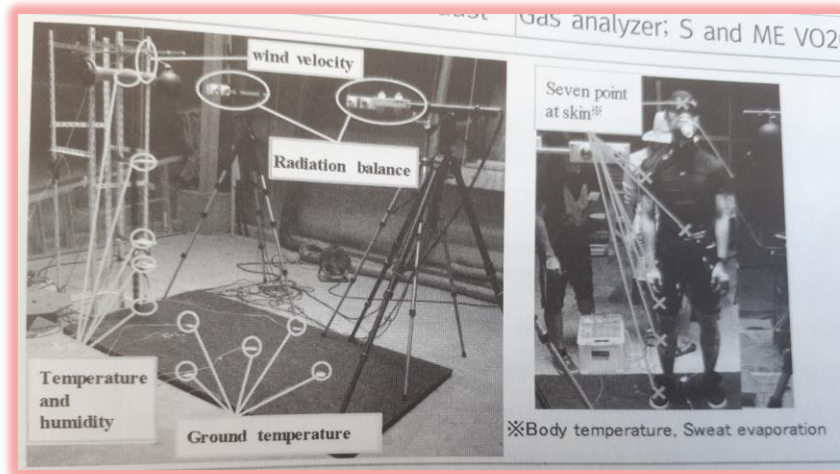 Gas analyzer; S and ME VO2
wind velocity
Radiation balance
Temperature
and
humidity
Ground temperature
Seven point
at skin※
※Body temperature, Sweat evaporation